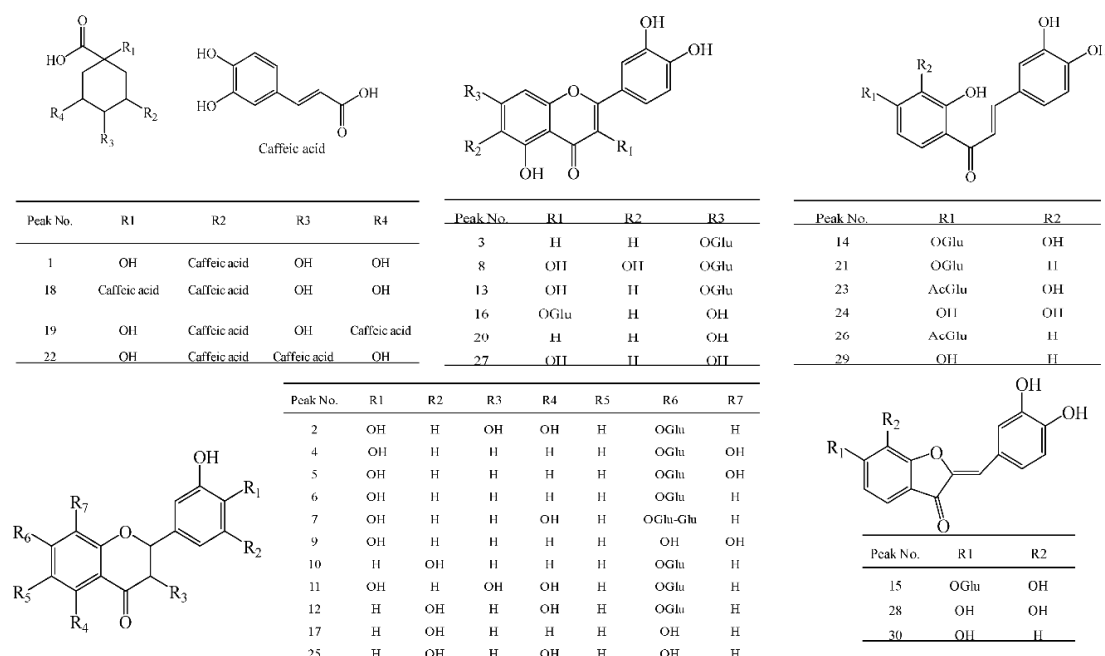 HO
O
R1
R4
R2
R3
HO
HO
OH
O
Caffeic acid
OH
OH
R3
O
R2
R1
OH
O
OH
R2
R1
OH
O
Peak No. R1 R2 R3 R4
1 OH Caffeic acid OH OH
18 Caffeic acid Caffeic acid OH OH
19 OH Caffeic acid OH Caffeic acid
22 OH Caffeic acid Caffeic acid OH
Peak No. R1 R2 R3
3 H H OGlu
8 OH OH OGlu
13 OH H OGlu
16 OGlu H OH
20 H H OH
27 OH H OH
Peak No. R1 R2
14 OGlu OH
21 OGlu H
23 AcGlu OH
24 OH OH
26 AcGlu H
29 OH H
Peak No. R1 R2 R3 R4 R5 R6 R7
2 OH H OH OH H OGlu H
4 OH H H H H OGlu OH
5 OH H H H H OGlu OH
6 OH H H H H OGlu H
7 OH H H OH H OGlu-Glu H
9 OH H H H H OH OH
10 H OH H H H OGlu H
11 OH H OH OH H OGlu H
12 H OH H OH H OGlu H
17 H OH H H H OH H
25 H OH H OH H OH H
OH
R1
R7
R6
O
R2
R5
R3
R4
O
OH
OH
R2
R1
O
O
Peak No. R1 R2
15 OGlu OH
28 OH OH
30 OH H